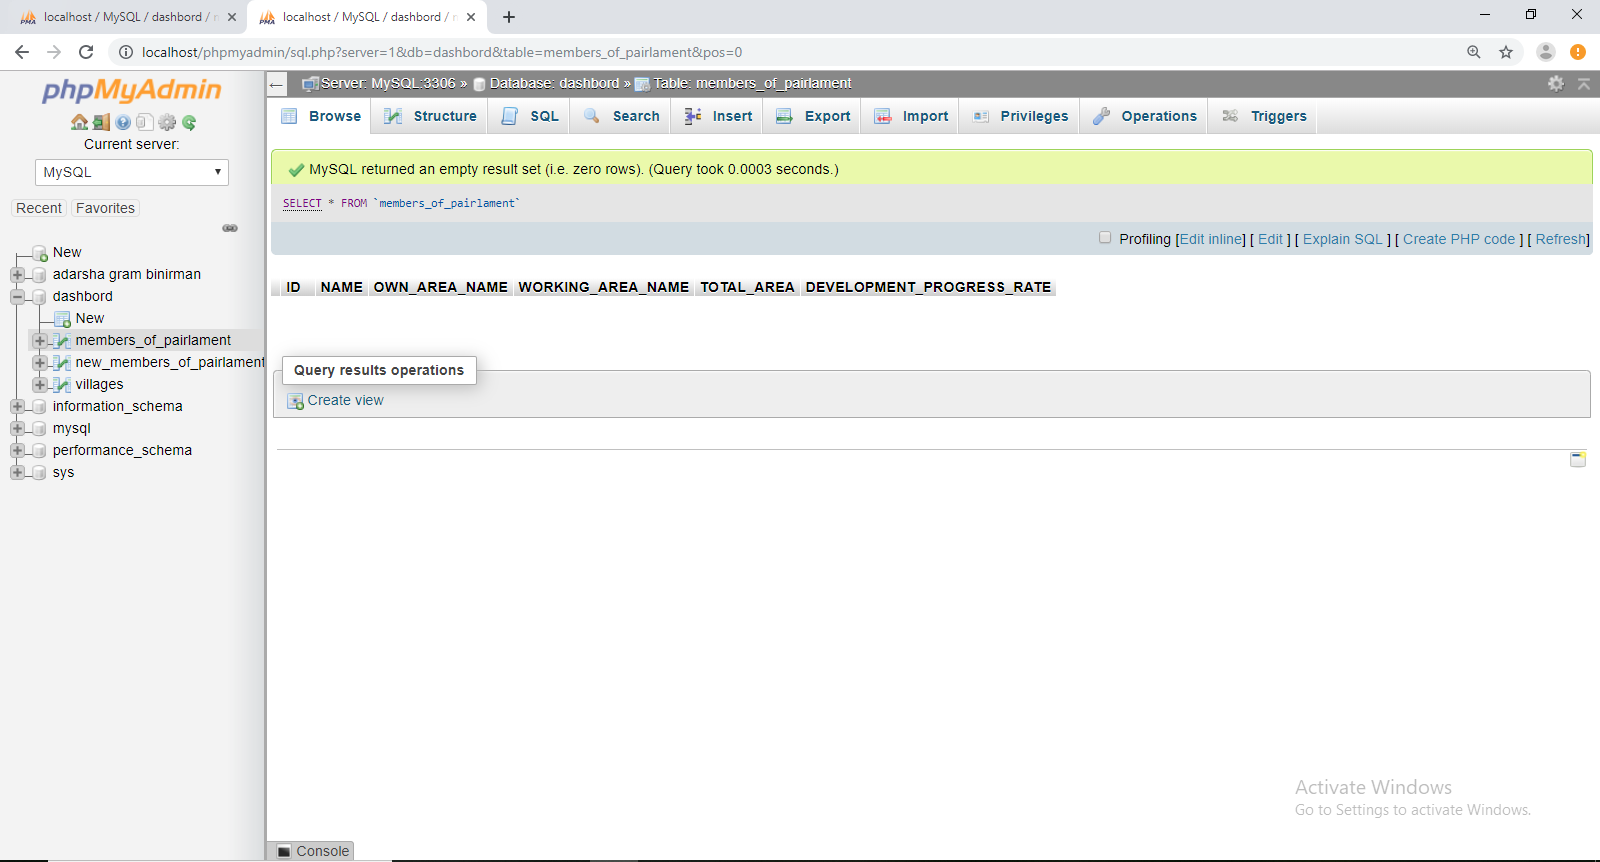 localhost / MySQL / dashbord /
localhost / MySQL / dashbord /
localhost/phpmyadmin/sql.php?server=1&db=dashbord&table=members_of_pairlament&pos=0
phpMyAdmin
Current server:
MySQL
Recent Favorites
New
adarsha gram binirman
dashbord
New
members_of_pairlament
new_members_of_pairlament
villages
information_schema
mysql
performance_schema
sys
Server: MySQL:3306 » Database: dashbord » Table: members_of_pairlament
Browse Structure SQL Search Insert Export Import Privileges Operations Triggers
MySQL returned an empty result set (i.e. zero rows). (Query took 0.0003 seconds.)
SELECT * FROM `members_of_pairlament`
Profiling [Edit inline] [ Edit ] [ Explain SQL ] [ Create PHP code ] [ Refresh]
ID NAME OWN_AREA_NAME WORKING_AREA_NAME TOTAL_AREA DEVELOPMENT_PROGRESS_RATE
Query results operations
Create view
Activate Windows
Go to Settings to activate Windows.
Console